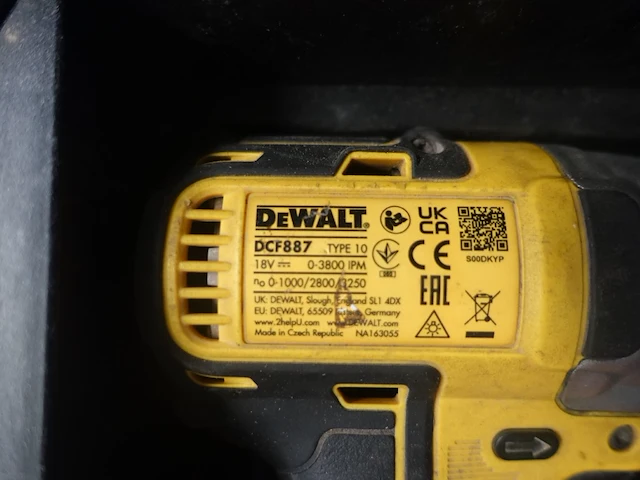 DEWALT®
DCF887 TYPE 10
18V 0-3800 IPM
n₀ 0-1000/2800/3250
UK: DEWALT, Slough, England SL1 4DX
EU: DEWALT, 65509 Germany
www.2helpU.com www.DEWALT.com
Made in Czech Republic NA163055
UK
CA
CE
EAC
S00DKYP